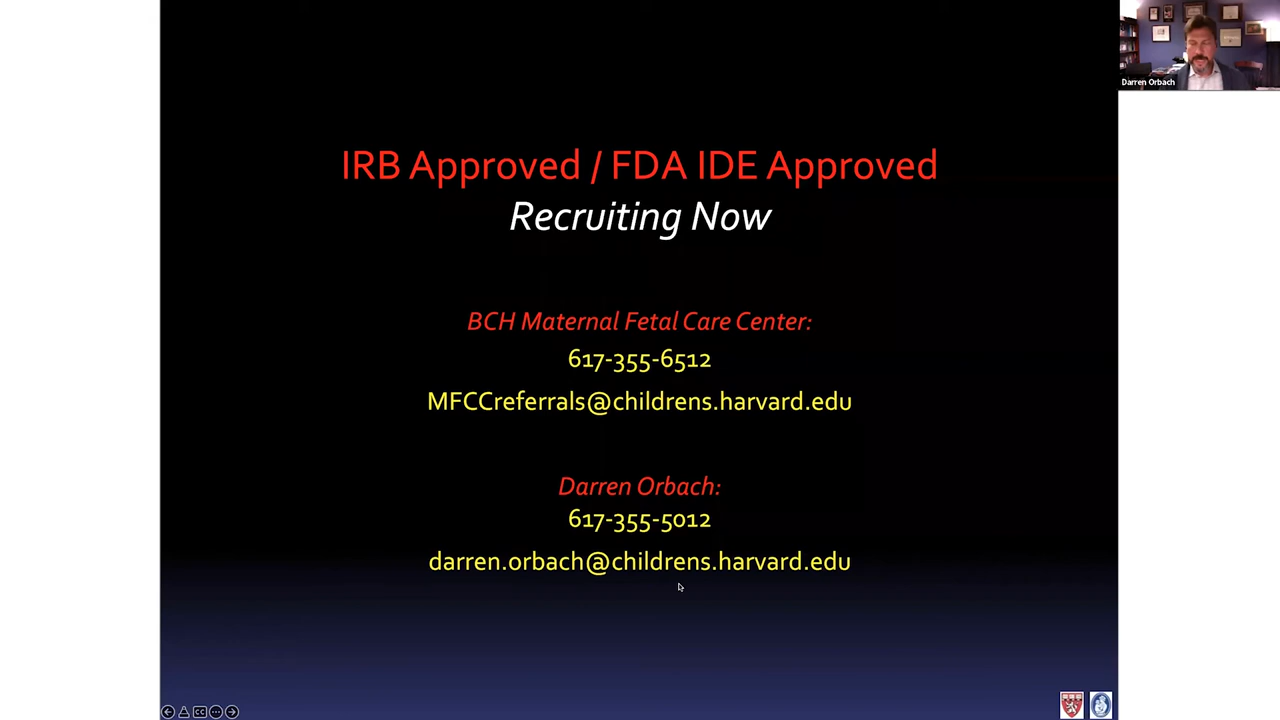 Darren Orbach
IRB Approved / FDA IDE Approved
Recruiting Now
BCH Maternal Fetal Care Center:
617-355-6512
MFCCreferrals@childrens.harvard.edu
Darren Orbach:
617-355-5012
darren.orbach@childrens.harvard.edu